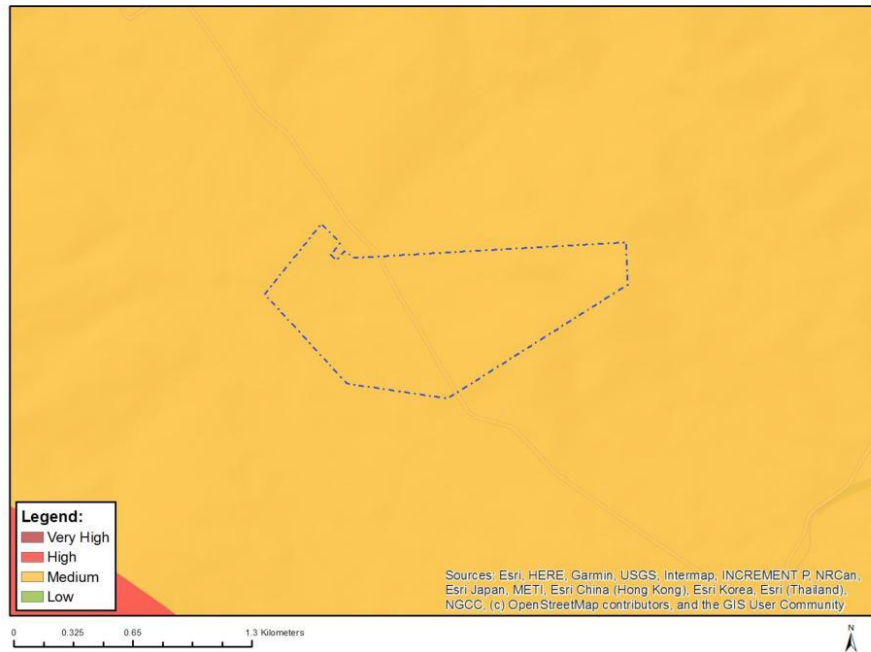 Legend:
Very High
High
Medium
Low
Sources: Esri, HERE, Garmin, USGS, Intermap, INCREMENT P, NRCan,
Esri Japan, METI, Esri China (Hong Kong), Esri Korea, Esri (Thailand),
NGCC, (c) OpenStreetMap contributors, and the GIS User Community
0 0.325 0.65 1.3 Kilometers
N